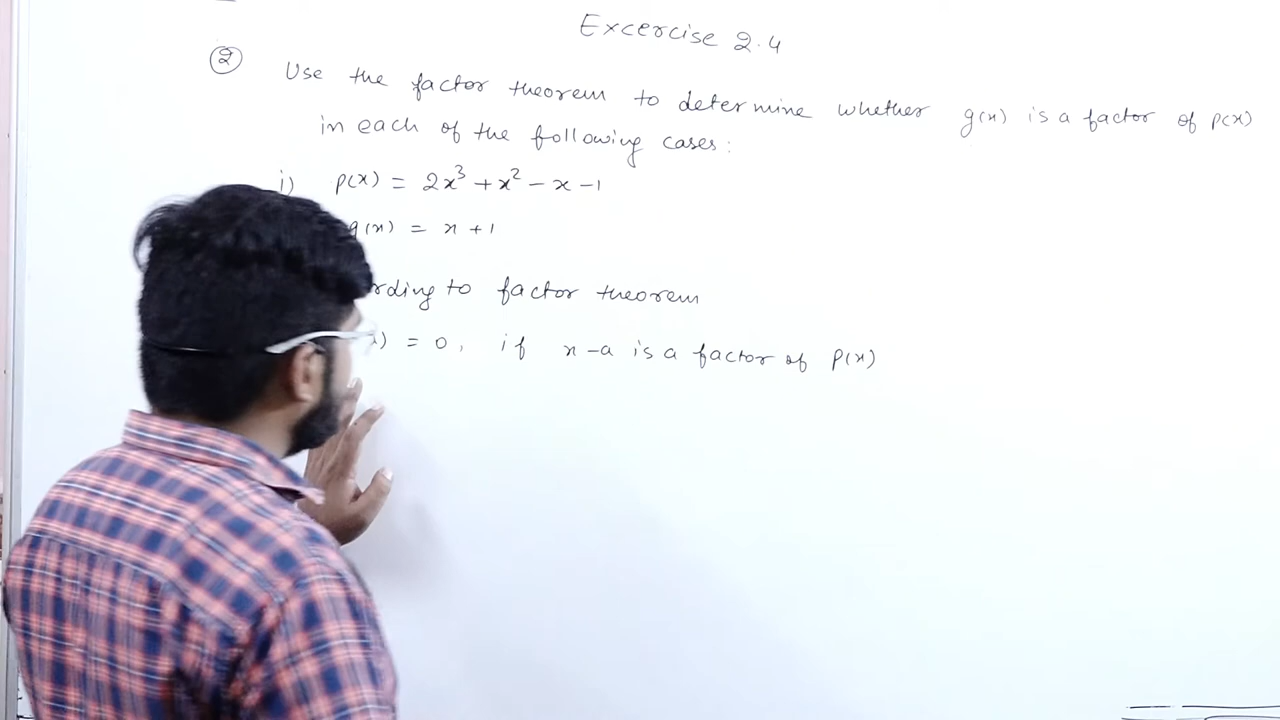 Excercise 2.4
② Use the factor theorem to determine whether g(x) is a factor of p(x)
in each of the following cases:
i) p(x) = 2x³ + x² - x - 1
g(x) = x + 1
rding to factor theorem
) = 0, if x - a is a factor of P(x)